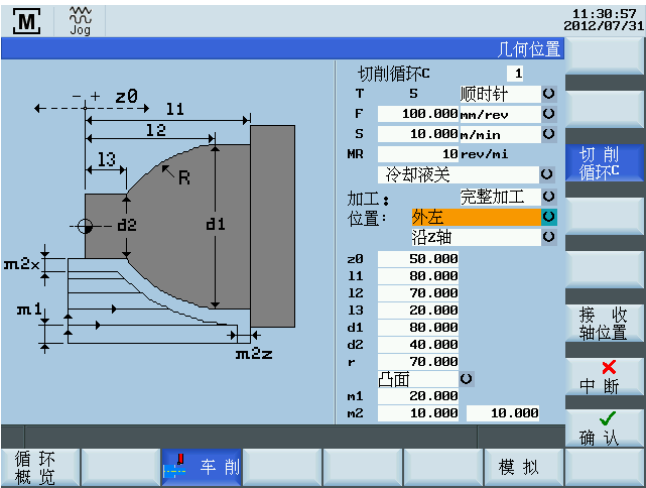 M
Jog
11:30:57
2012/07/31
几何位置
切削循环C 1
T 5 顺时针
F 100.000 mm/rev
S 10.000 m/min
MR 10 rev/mi
冷却液关
加工: 完整加工
位置: 外左
沿z轴
z0 50.000
l1 80.000
l2 70.000
l3 20.000
d1 80.000
d2 40.000
r 70.000
凸面
m1 20.000
m2 10.000 10.000
- + z0
l1
l2
l3
R
d2
d1
m2x
m1
m2z
切 削
循环C
接 收
轴位置
中 断
确 认
循 环
概 览
车 削
模 拟